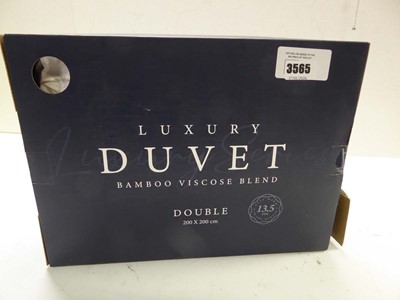 3565
LUXURY
DUVET
BAMBOO VISCOSE BLEND
DOUBLE
200 X 200 cm
13.5